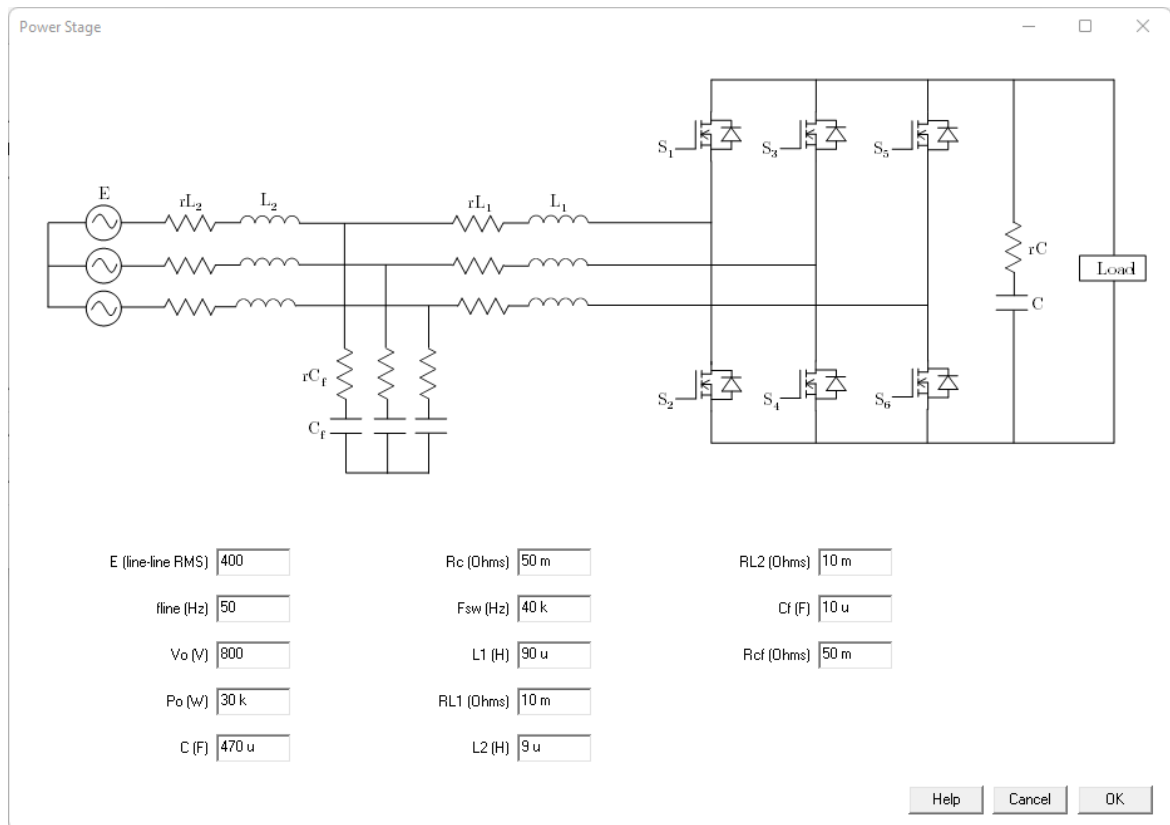 Power Stage
E
rL2
L2
rL1
L1
S1
S3
S5
rC
C
Load
rCf
Cf
S2
S4
S6
E (line-line RMS) 400
fline (Hz) 50
Vo (V) 800
Po (W) 30 k
C (F) 470 u
Rc (Ohms) 50 m
Fsw (Hz) 40 k
L1 (H) 90 u
RL1 (Ohms) 10 m
L2 (H) 9 u
RL2 (Ohms) 10 m
Cf (F) 10 u
Rcf (Ohms) 50 m
Help
Cancel
OK